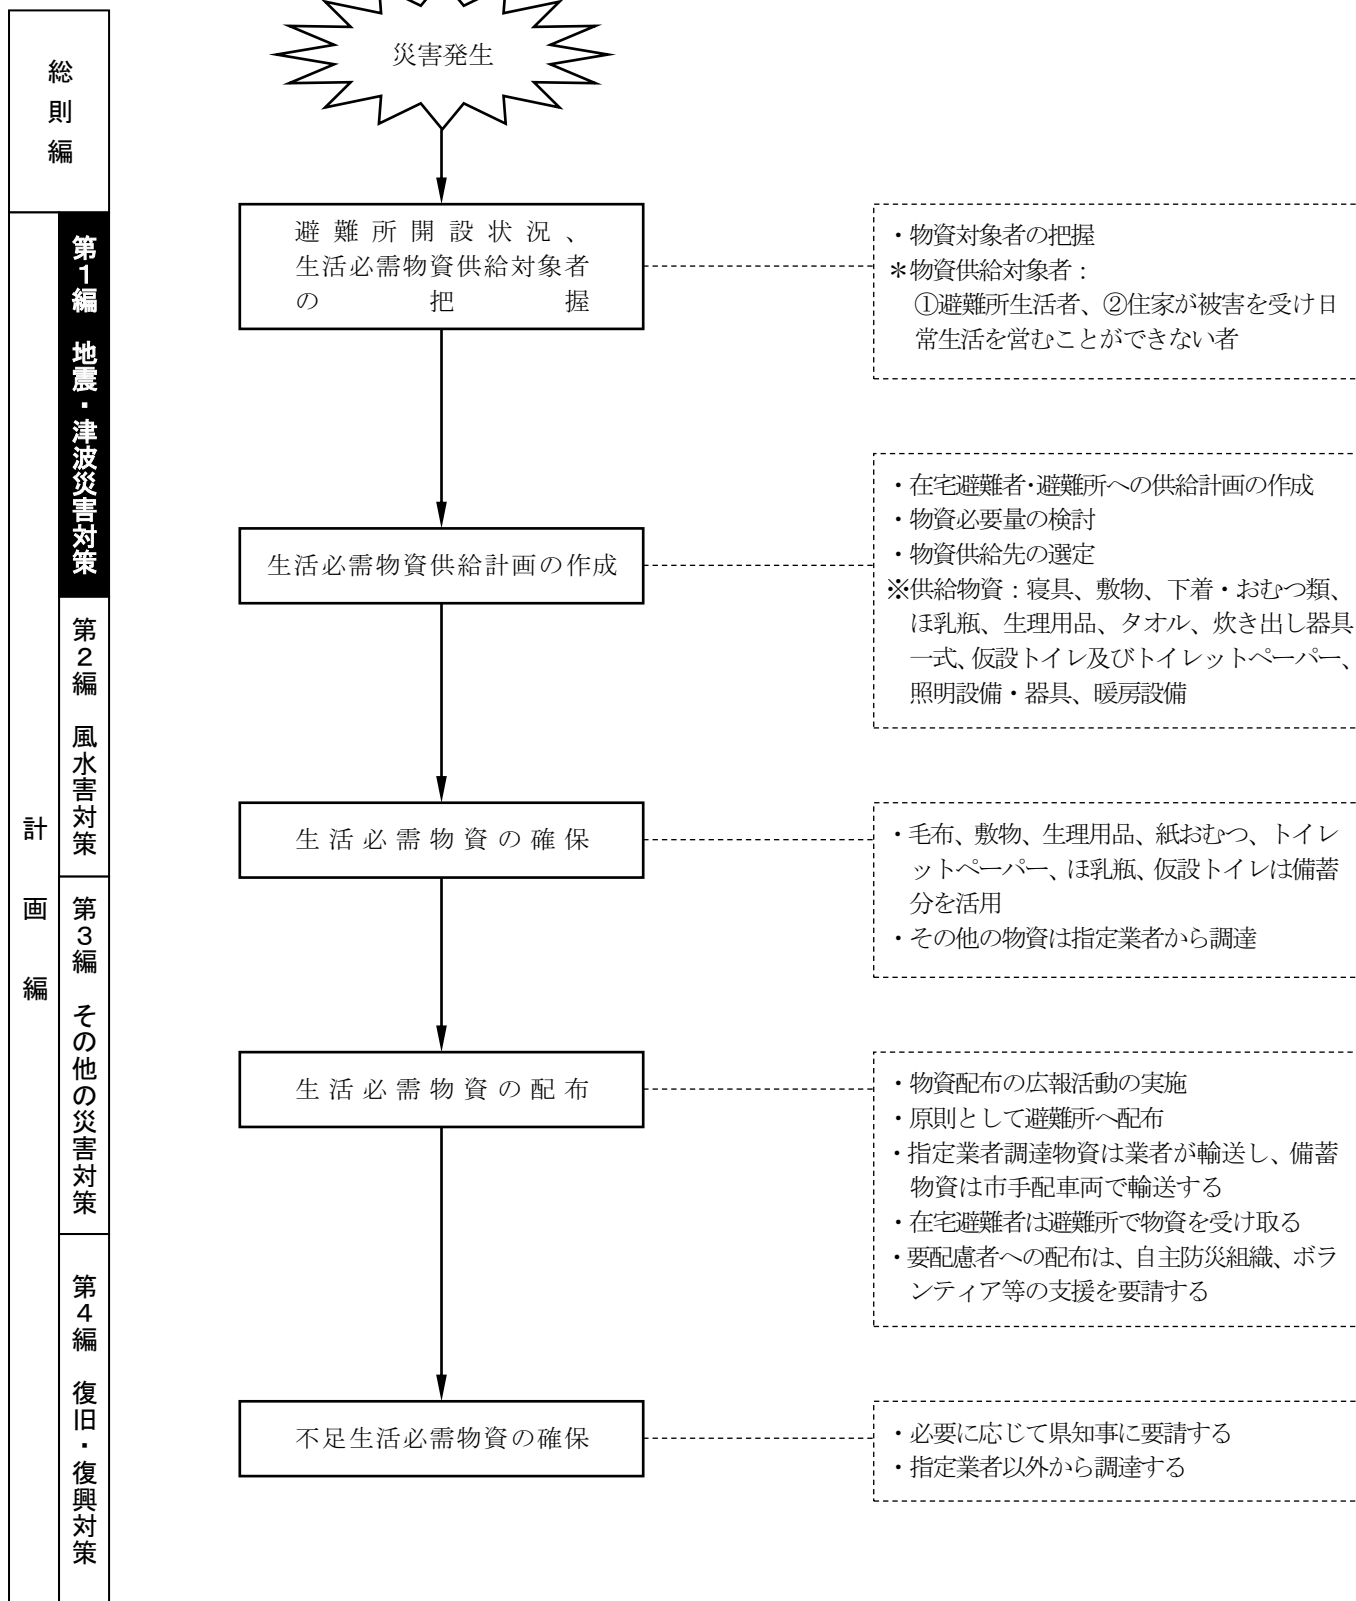 総則編
計画編
第1編 地震・津波災害対策
第2編 風水害対策
第3編 その他の災害対策
第4編 復旧・復興対策
災害発生
避難所開設状況、
生活必需物資供給対象者
の把握
・物資対象者の把握
＊物資供給対象者：
①避難所生活者、②住家が被害を受け日
常生活を営むことができない者
生活必需物資供給計画の作成
・在宅避難者・避難所への供給計画の作成
・物資必要量の検討
・物資供給先の選定
※供給物資：寝具、敷物、下着・おむつ類、
ほ乳瓶、生理用品、タオル、炊き出し器具
一式、仮設トイレ及びトイレットペーパー、
照明設備・器具、暖房設備
生活必需物資の確保
・毛布、敷物、生理用品、紙おむつ、トイレ
ットペーパー、ほ乳瓶、仮設トイレは備蓄
分を活用
・その他の物資は指定業者から調達
生活必需物資の配布
・物資配布の広報活動の実施
・原則として避難所へ配布
・指定業者調達物資は業者が輸送し、備蓄
物資は市手配車両で輸送する
・在宅避難者は避難所で物資を受け取る
・要配慮者への配布は、自主防災組織、ボラ
ンティア等の支援を要請する
不足生活必需物資の確保
・必要に応じて県知事に要請する
・指定業者以外から調達する